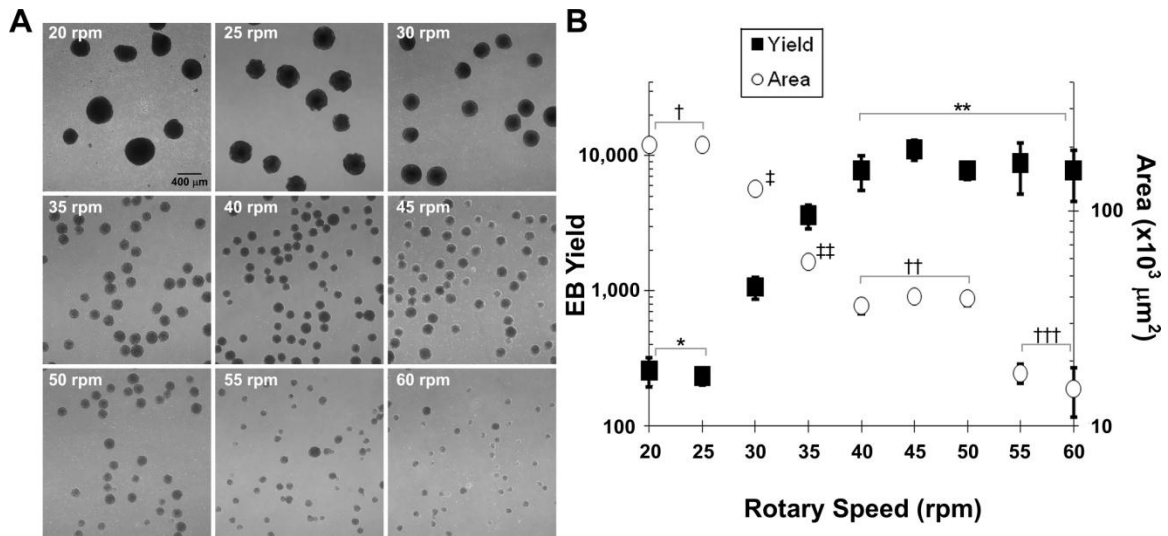 A
20 rpm
25 rpm
30 rpm
400 μm
35 rpm
40 rpm
45 rpm
50 rpm
55 rpm
60 rpm
B
Yield
Area
EB Yield
10,000
1,000
100
*
**
†
‡
‡‡
††
†††
100
10
Area (x10³ μm²)
20 25 30 35 40 45 50 55 60
Rotary Speed (rpm)